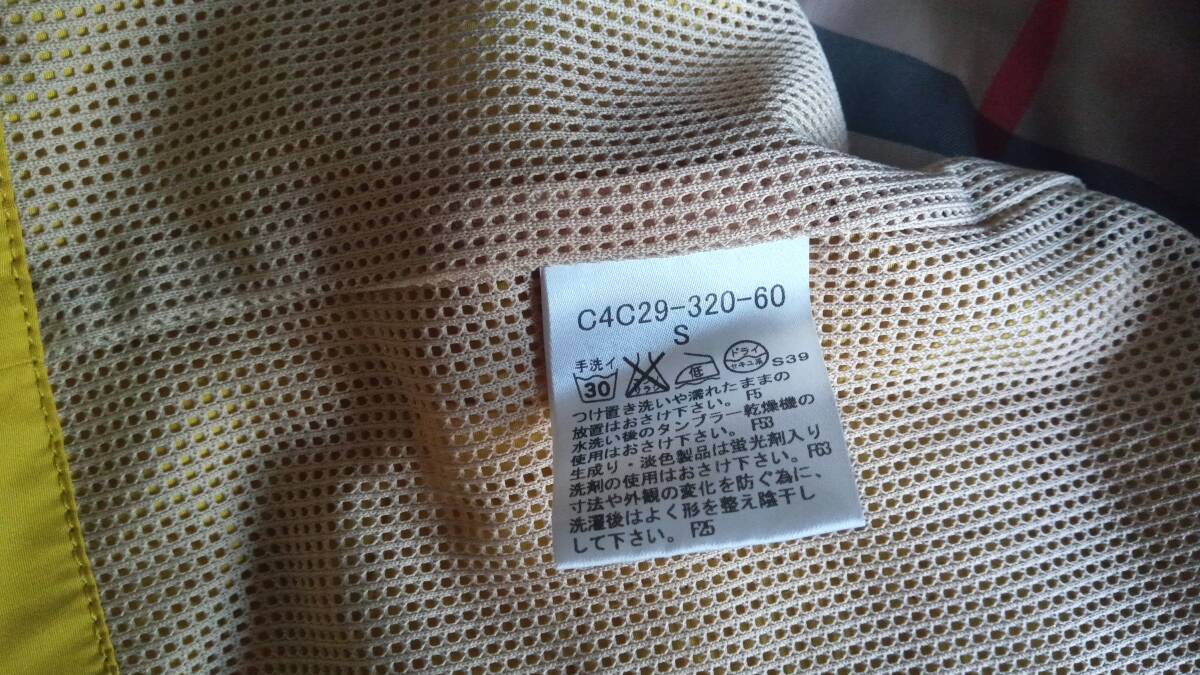 C4C29-320-60
S
手洗イ
30 エンソ 低 ドライ セキユ系 S39
つけ置き洗いや濡れたままの
放置はおさけ下さい。 F5
水洗い後のタンブラー乾燥機の
使用はおさけ下さい。 F53
生成り・淡色製品は蛍光剤入り
洗剤の使用はおさけ下さい。 F63
寸法や外観の変化を防ぐ為に、
洗濯後はよく形を整え陰干し
して下さい。 F25